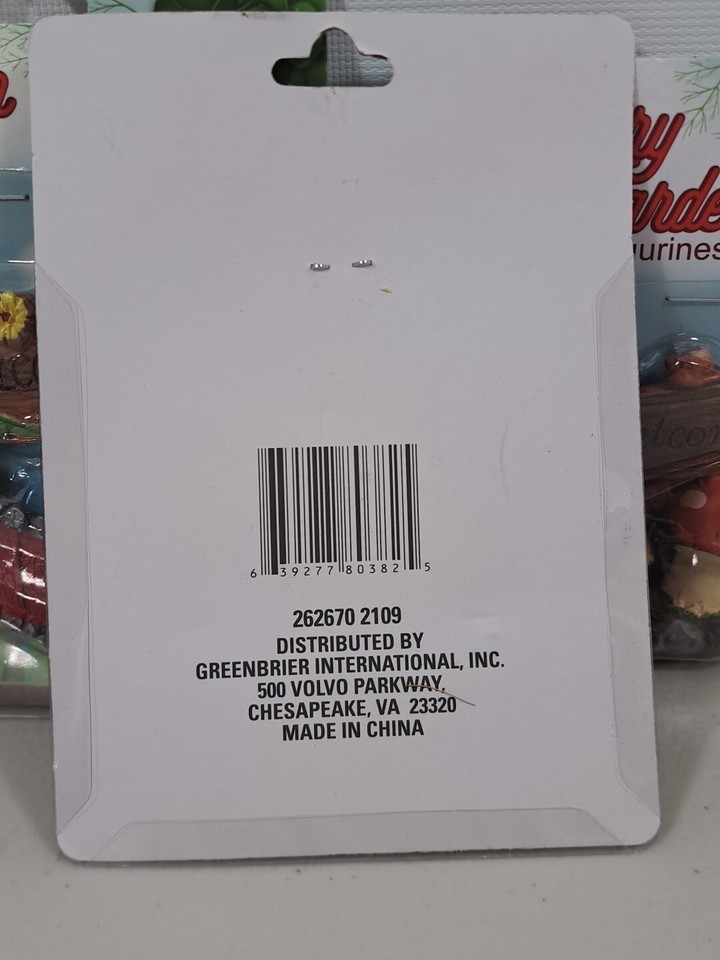 6 39277 80382 5
262670 2109
DISTRIBUTED BY
GREENBRIER INTERNATIONAL, INC.
500 VOLVO PARKWAY,
CHESAPEAKE, VA 23320
MADE IN CHINA